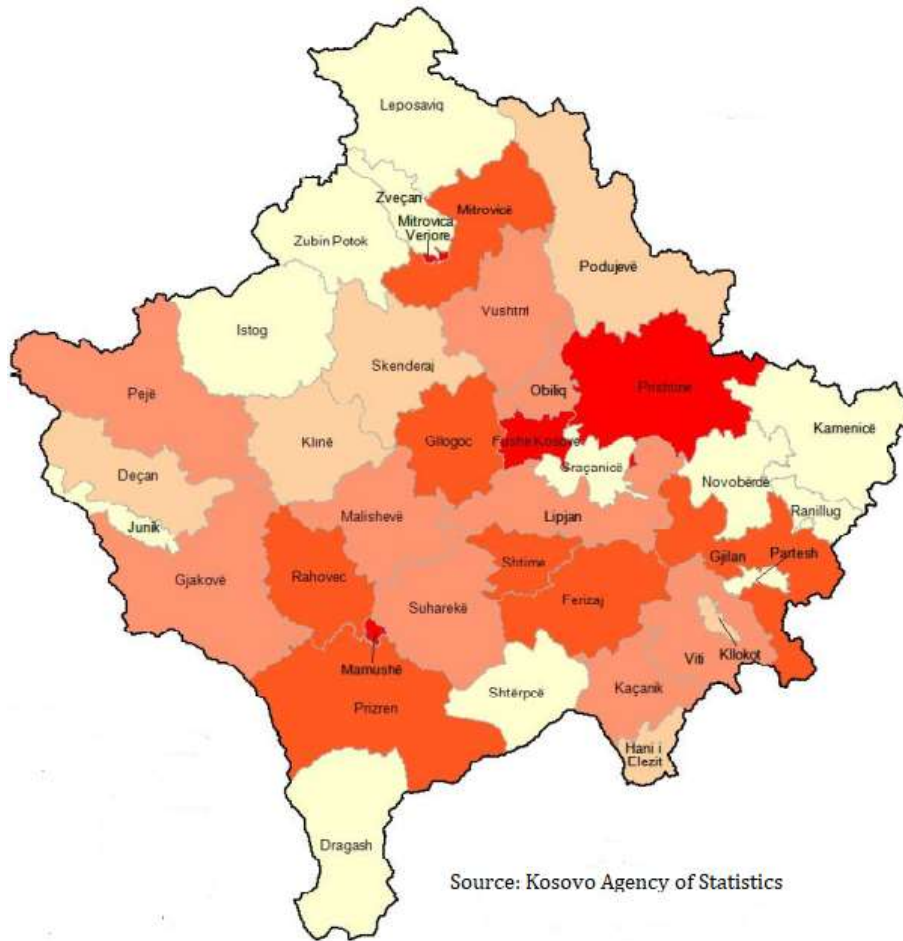 Leposaviq
Zveçan
Mitrovicë
Mitrovica
Veriore
Zubin Potok
Podujevë
Vushtrri
Istog
Skenderaj
Pejë
Obiliq
Prishtinë
Kamenicë
Klinë
Gllogoc
Fushë Kosovë
Graçanicë
Deçan
Novobërdë
Ranillug
Junik
Malishevë
Lipjan
Gjilan
Partesh
Gjakovë
Rahovec
Shtime
Ferizaj
Suharekë
Viti
Kllokot
Mamushë
Shtërpcë
Kaçanik
Prizren
Hani i
Elezit
Dragash
Source: Kosovo Agency of Statistics